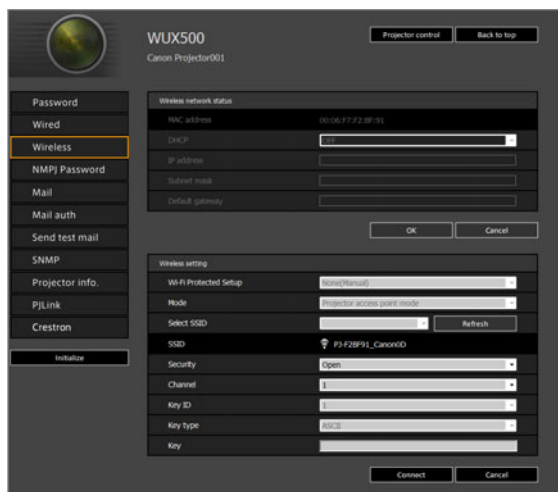 WUX500
Canon Projector001
Projector control
Back to top
Password
Wired
Wireless
NMPJ Password
Mail
Mail auth
Send test mail
SNMP
Projector info.
PJLink
Crestron
Initialize
Wireless network status
MAC address 00:06:F7:F2:BF:91
DHCP OFF
IP address
Subnet mask
Default gateway
OK Cancel
Wireless setting
Wi-Fi Protected Setup None(Manual)
Mode Projector access point mode
Select SSID Refresh
SSID PJ-F2BF91_Canon0D
Security Open
Channel 1
Key ID 1
Key type ASCII
Key
Connect Cancel